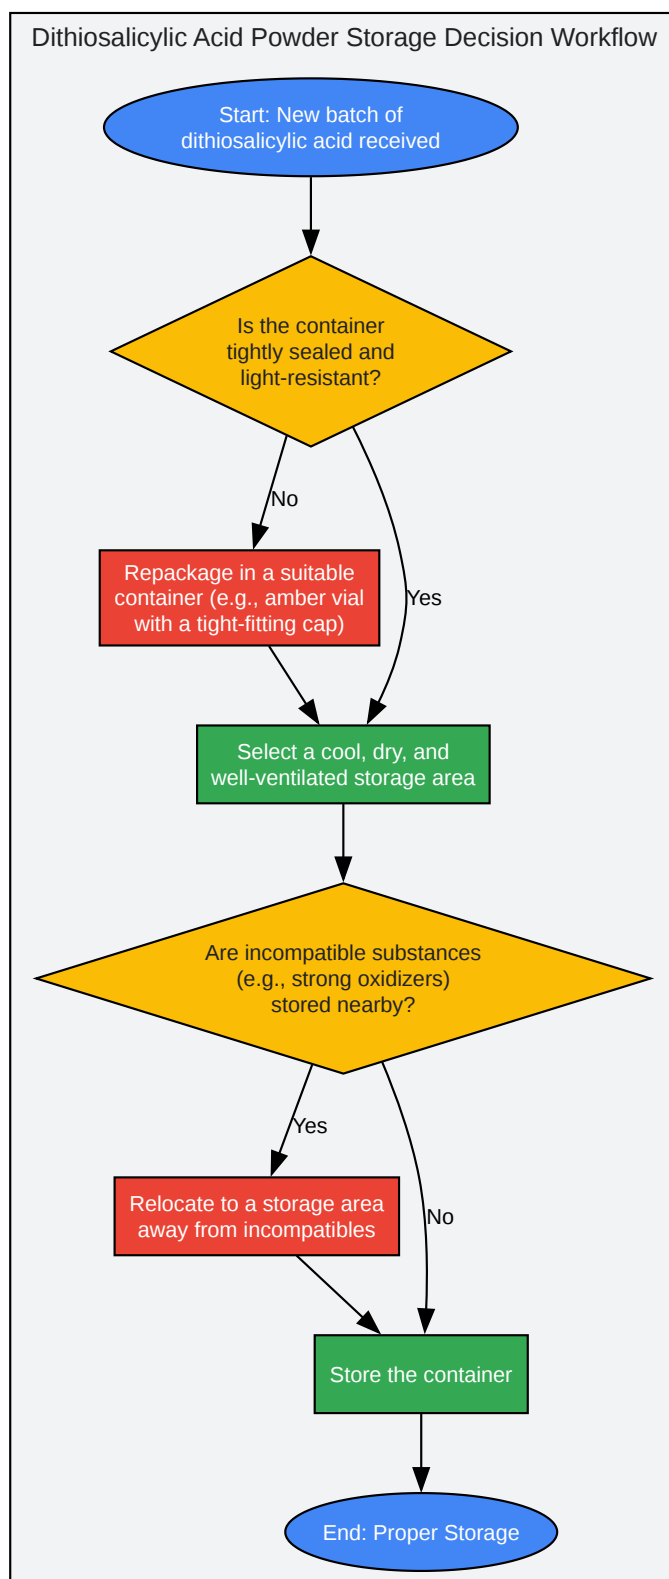 Dithiosalicylic Acid Powder Storage Decision Workflow
Start: New batch of
dithiosalicylic acid received
Is the container
tightly sealed and
light-resistant?
No
Yes
Repackage in a suitable
container (e.g., amber vial
with a tight-fitting cap)
Select a cool, dry, and
well-ventilated storage area
Are incompatible substances
(e.g., strong oxidizers)
stored nearby?
Yes
No
Relocate to a storage area
away from incompatibles
Store the container
End: Proper Storage